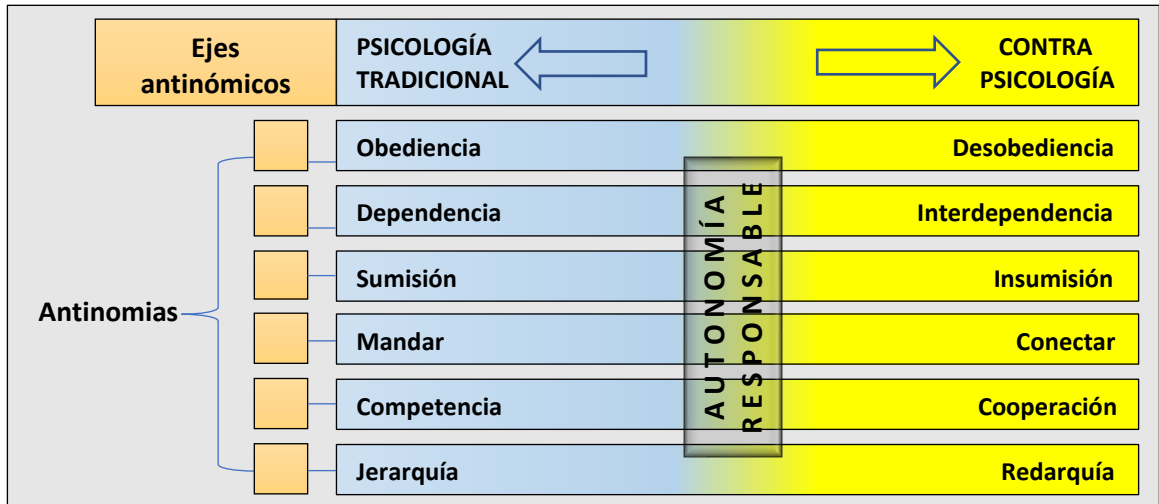 Ejes
antinómicos
PSICOLOGÍA
TRADICIONAL
CONTRA
PSICOLOGÍA
Antinomias
Obediencia
Desobediencia
Dependencia
Interdependencia
Sumisión
Insumisión
Mandar
Conectar
Competencia
Cooperación
Jerarquía
Redarquía
AUTONOMÍA
RESPONSABLE